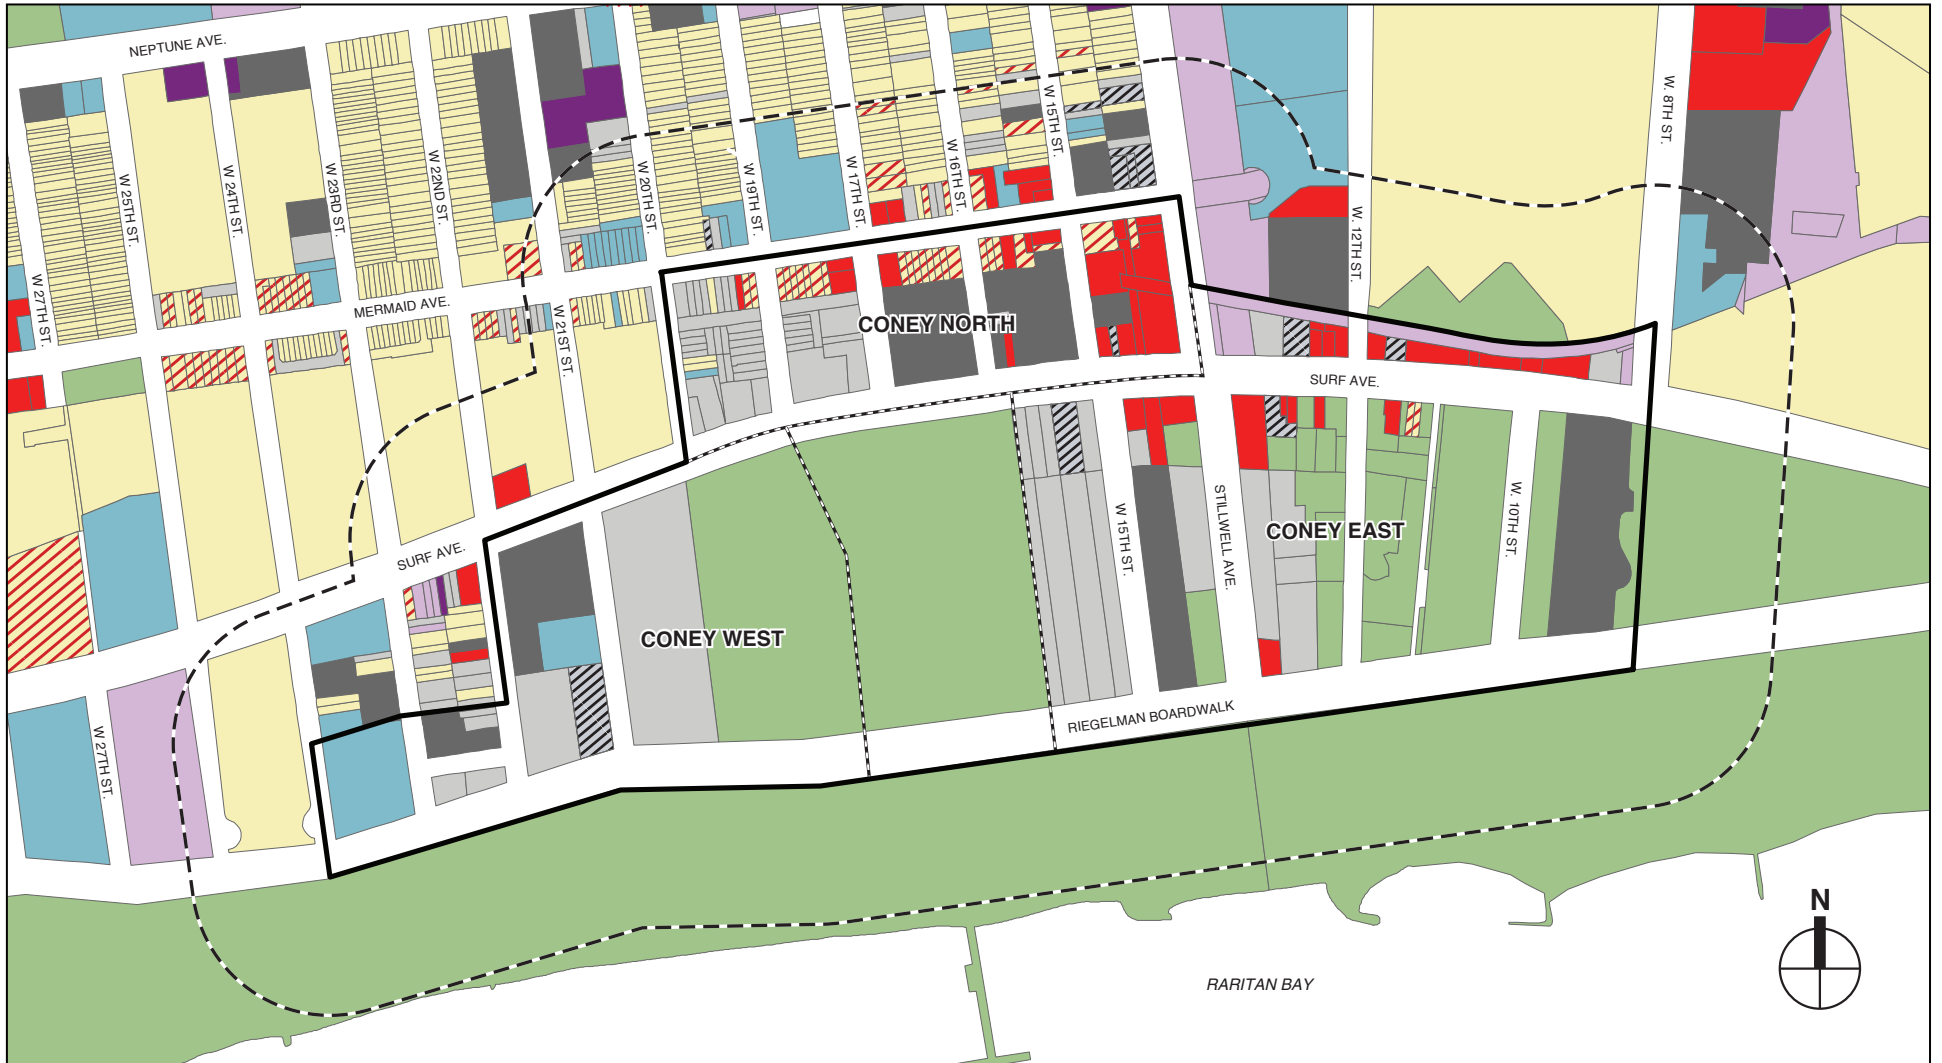 NEPTUNE AVE.
W 25TH ST.
W 24TH ST.
W 23RD ST.
W 22ND ST.
W 20TH ST.
W 19TH ST.
W 17TH ST.
W 16TH ST.
W 15TH ST.
W. 8TH ST.
W. 12TH ST.
W 27TH ST.
MERMAID AVE.
W 21ST ST.
CONEY NORTH
SURF AVE.
W 15TH ST.
STILLWELL AVE.
CONEY EAST
W. 10TH ST.
SURF AVE.
CONEY WEST
W 27TH ST.
RIEGELMAN BOARDWALK
N
RARITAN BAY